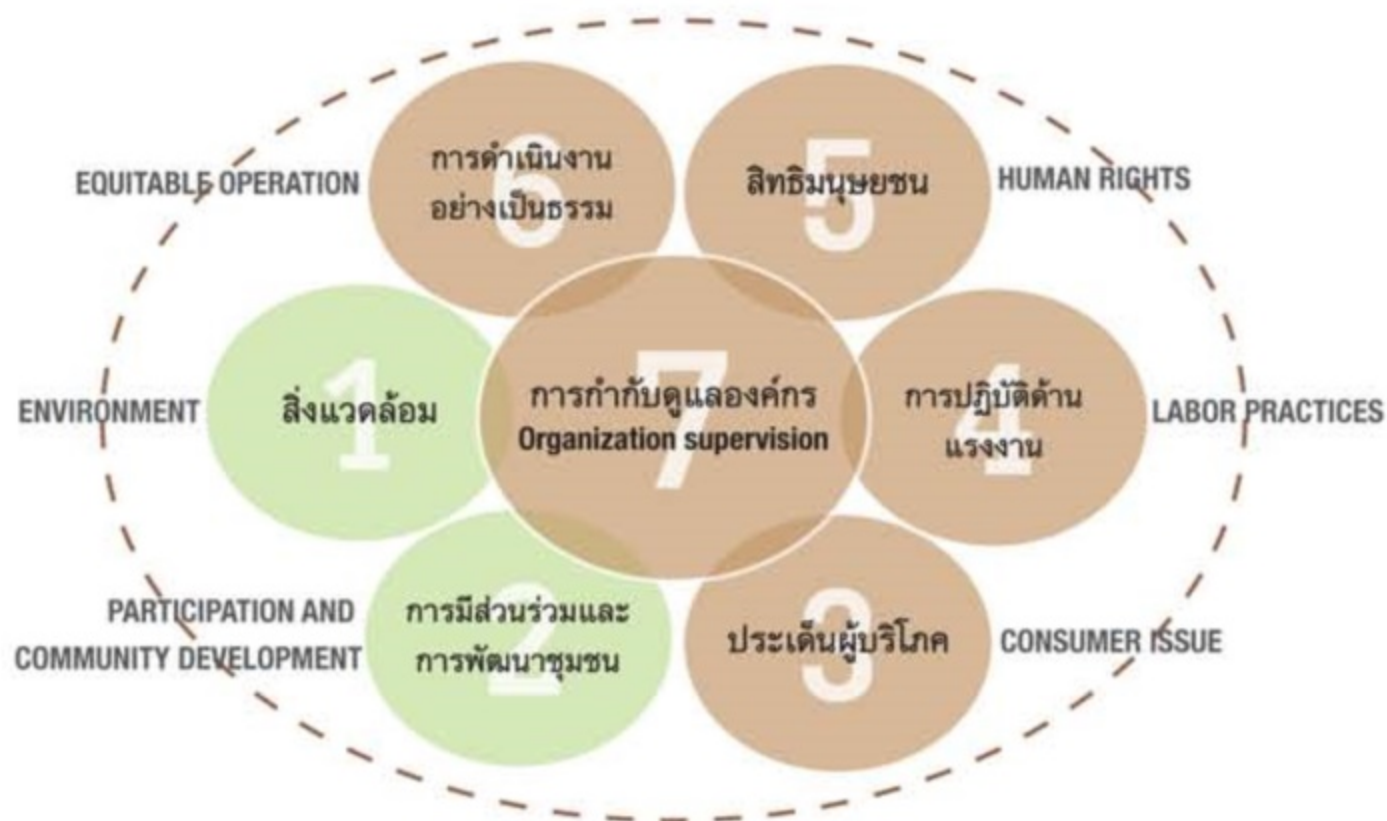 EQUITABLE OPERATION
6
การดำเนินงาน
อย่างเป็นธรรม
5
สิทธิมนุษยชน
HUMAN RIGHTS
ENVIRONMENT
1
สิ่งแวดล้อม
7
การกำกับดูแลองค์กร
Organization supervision
4
การปฏิบัติด้าน
แรงงาน
LABOR PRACTICES
PARTICIPATION AND
COMMUNITY DEVELOPMENT
2
การมีส่วนร่วมและ
การพัฒนาชุมชน
3
ประเด็นผู้บริโภค
CONSUMER ISSUE